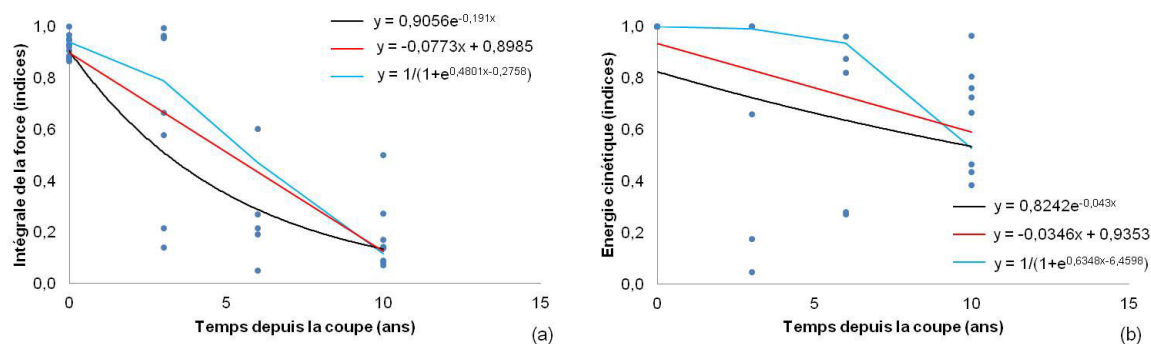 y = 0,9056e-0,191x
y = -0,0773x + 0,8985
y = 1/(1+e0,4801x-0,2758)
Intégrale de la force (indices)
1,0
0,8
0,6
0,4
0,2
0,0
0
5
10
15
Temps depuis la coupe (ans)
(a)
Energie cinétique (indices)
1,0
0,8
0,6
0,4
0,2
0,0
y = 0,8242e-0,043x
y = -0,0346x + 0,9353
y = 1/(1+e0,6348x-6,4598)
0
5
10
15
Temps depuis la coupe (ans)
(b)